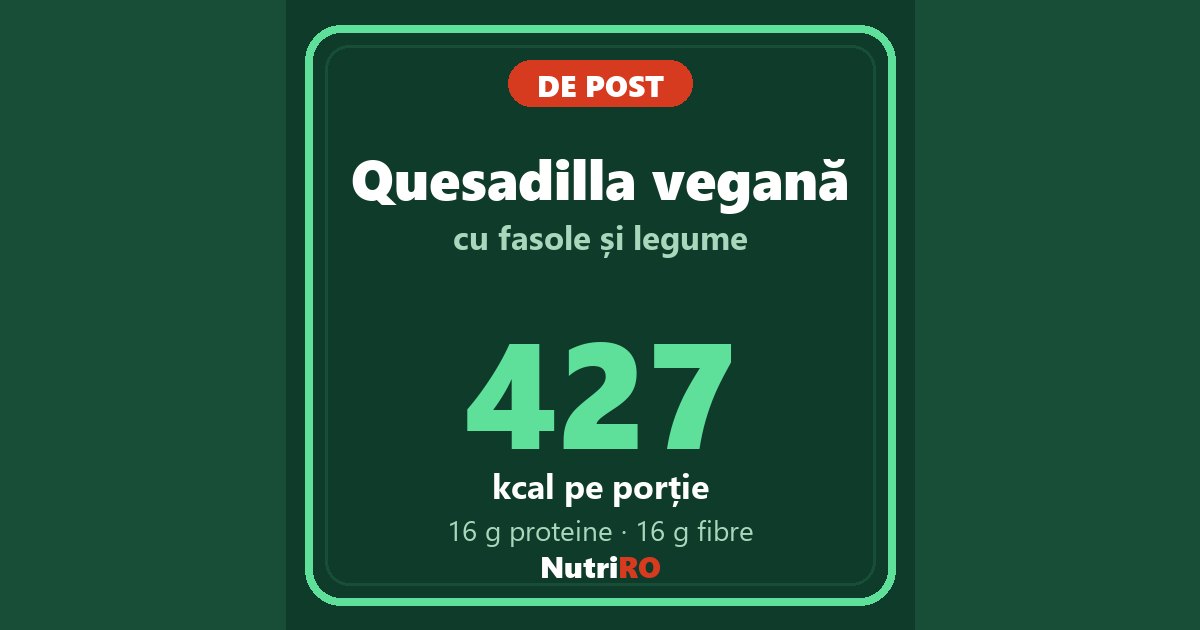 DE POST
Quesadilla vegană
cu fasole și legume
427
kcal pe porție
16 g proteine · 16 g fibre
NutriRO